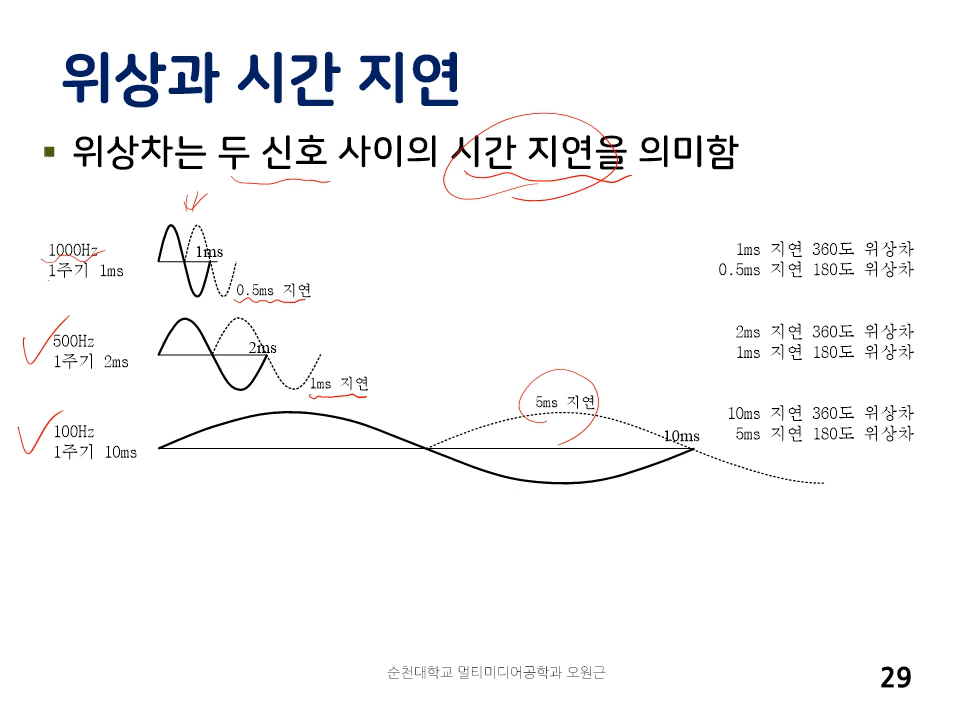 위상과 시간 지연
위상차는 두 신호 사이의 시간 지연을 의미함
1000Hz
1주기 1ms
1ms
0.5ms 지연
1ms 지연 360도 위상차
0.5ms 지연 180도 위상차
500Hz
1주기 2ms
2ms
1ms 지연
2ms 지연 360도 위상차
1ms 지연 180도 위상차
100Hz
1주기 10ms
5ms 지연
10ms
10ms 지연 360도 위상차
5ms 지연 180도 위상차
순천대학교 멀티미디어공학과 오원근
29